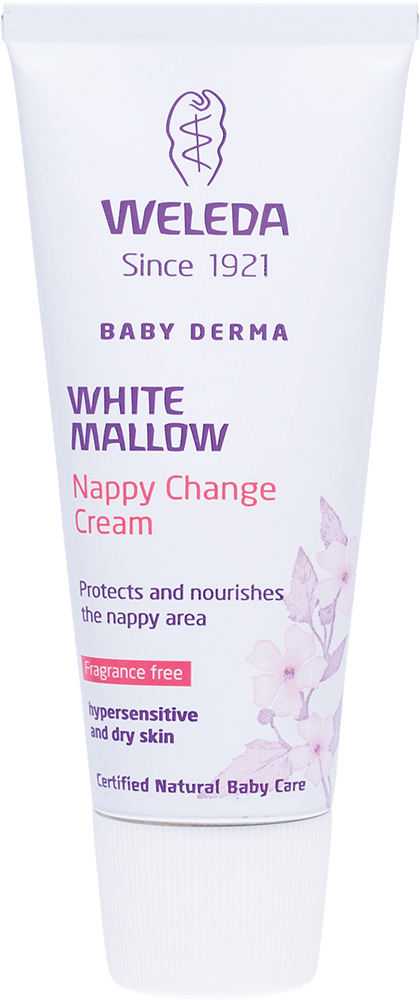 WELEDA
Since 1921
BABY DERMA
WHITE
MALLOW
Nappy Change
Cream
Protects and nourishes
the nappy area
Fragrance free
hypersensitive
and dry skin
Certified Natural Baby Care